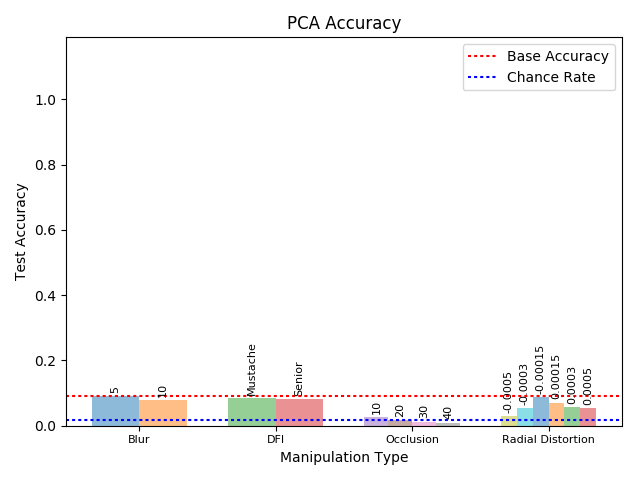 PCA Accuracy
Base Accuracy
Chance Rate
Test Accuracy
1.0
0.8
0.6
0.4
0.2
0.0
5
10
Mustache
Senior
10
20
30
40
-0.0005
-0.0003
-0.00015
0.00015
0.0003
0.0005
Blur
DFI
Occlusion
Radial Distortion
Manipulation Type